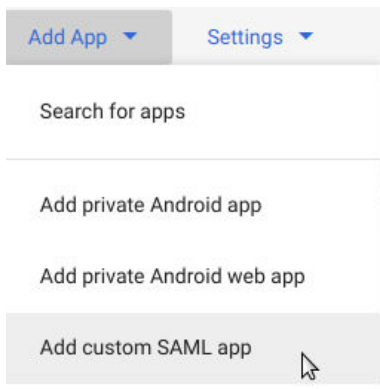 Add App Settings
Search for apps
Add private Android app
Add private Android web app
Add custom SAML app